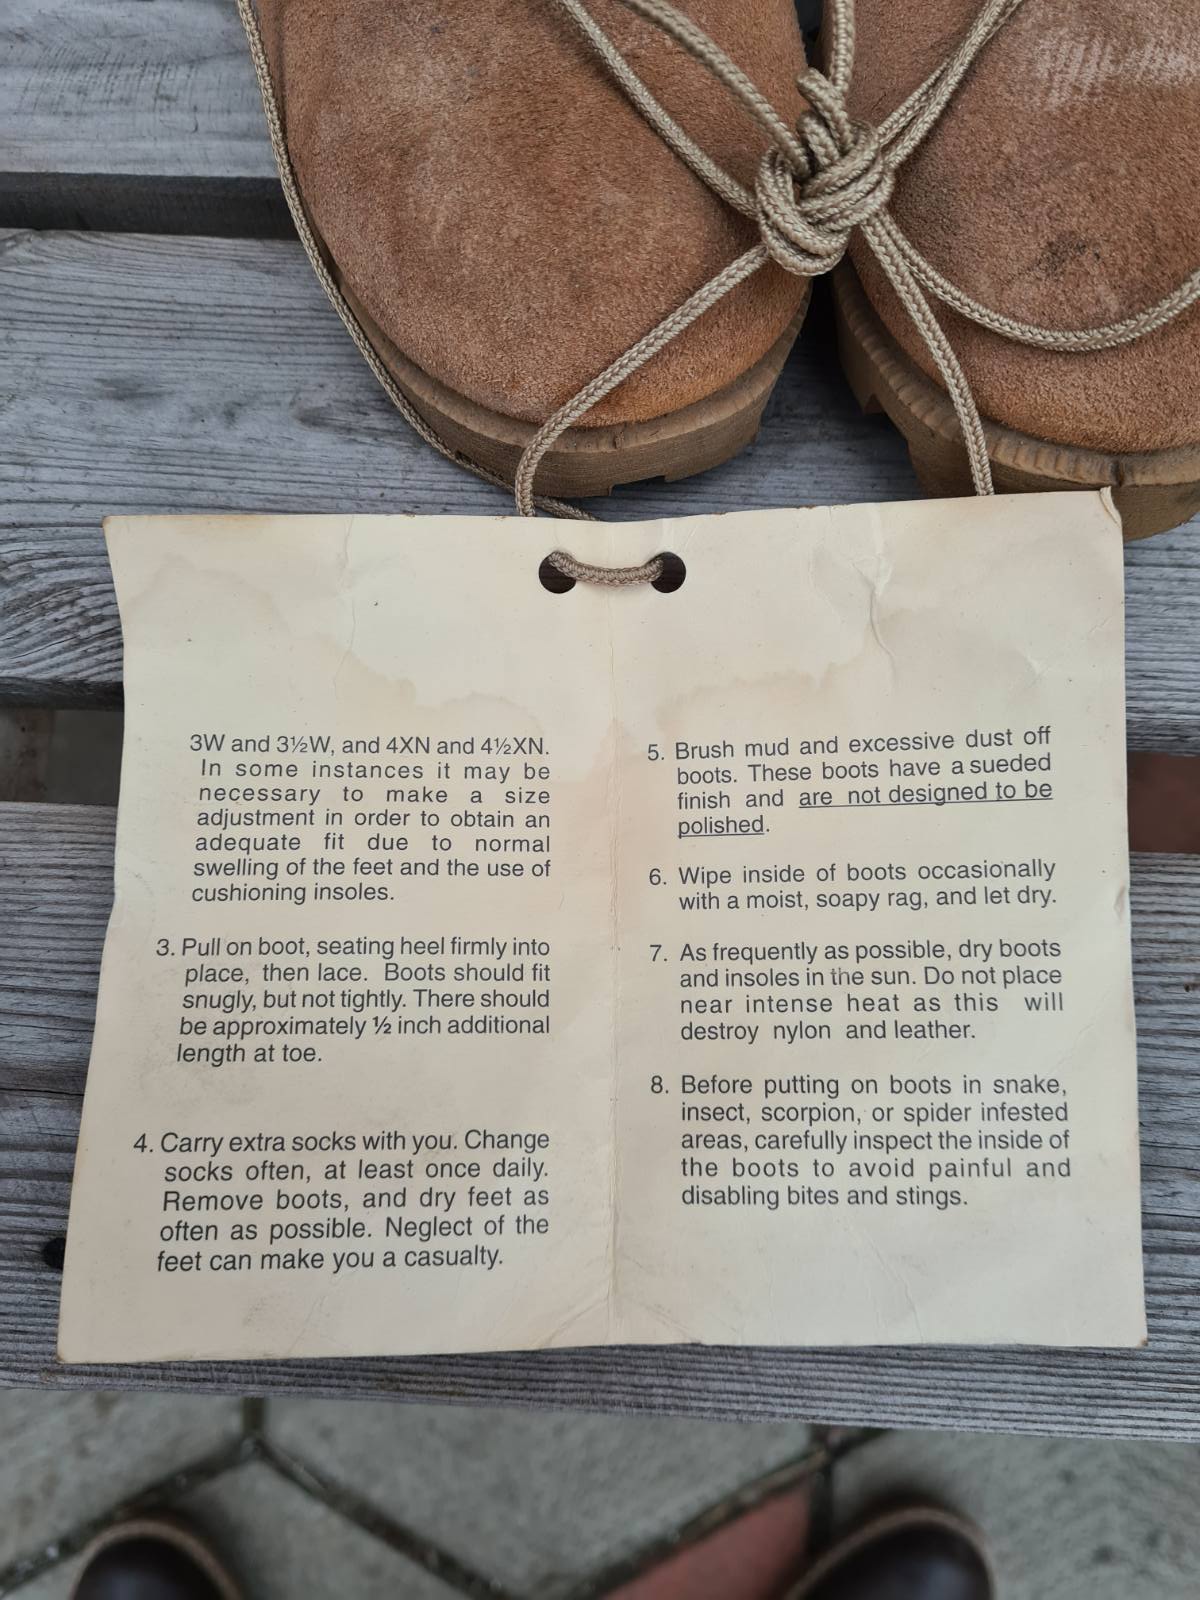 3W and 3½W, and 4XN and 4½XN.
In some instances it may be
necessary to make a size
adjustment in order to obtain an
adequate fit due to normal
swelling of the feet and the use of
cushioning insoles.
3. Pull on boot, seating heel firmly into
place, then lace. Boots should fit
snugly, but not tightly. There should
be approximately ½ inch additional
length at toe.
4. Carry extra socks with you. Change
socks often, at least once daily.
Remove boots, and dry feet as
often as possible. Neglect of the
feet can make you a casualty.
5. Brush mud and excessive dust off
boots. These boots have a sueded
finish and are not designed to be
polished.
6. Wipe inside of boots occasionally
with a moist, soapy rag, and let dry.
7. As frequently as possible, dry boots
and insoles in the sun. Do not place
near intense heat as this will
destroy nylon and leather.
8. Before putting on boots in snake,
insect, scorpion, or spider infested
areas, carefully inspect the inside of
the boots to avoid painful and
disabling bites and stings.